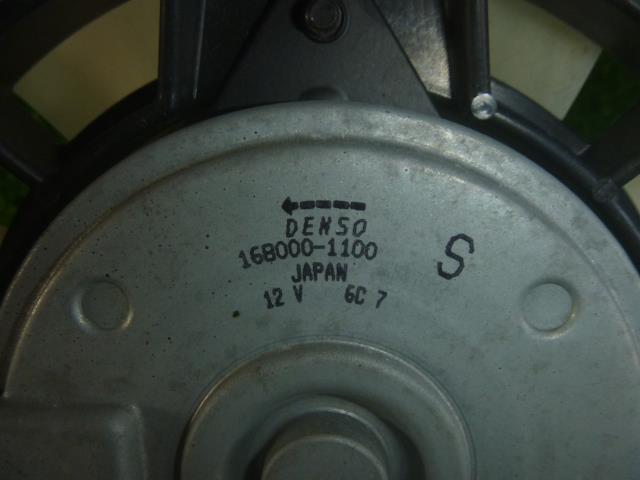 DENSO
168000-1100
S
JAPAN
12 V 6C 7